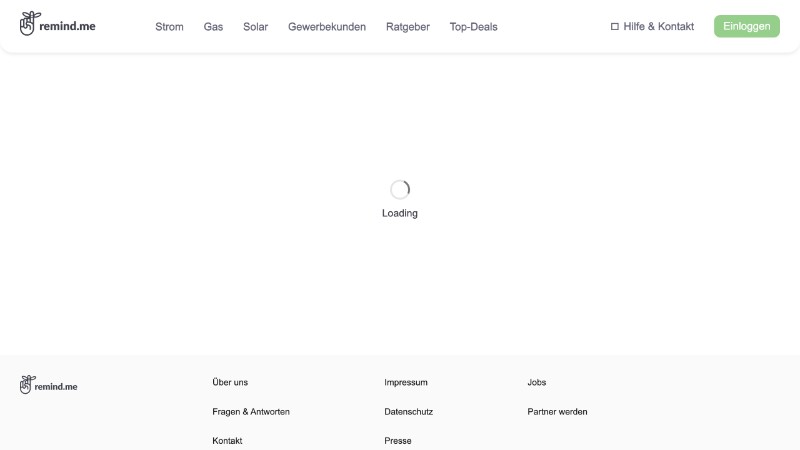 remind.me
Strom
Gas
Solar
Gewerbekunden
Ratgeber
Top-Deals
Hilfe & Kontakt
Einloggen
Loading
remind.me
Über uns
Impressum
Jobs
Fragen & Antworten
Datenschutz
Partner werden
Kontakt
Presse